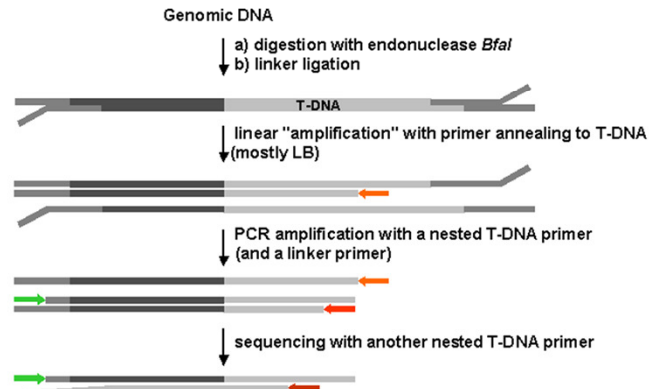 Genomic DNA
a) digestion with endonuclease BfaI
b) linker ligation
T-DNA
linear "amplification" with primer annealing to T-DNA
(mostly LB)
PCR amplification with a nested T-DNA primer
(and a linker primer)
sequencing with another nested T-DNA primer